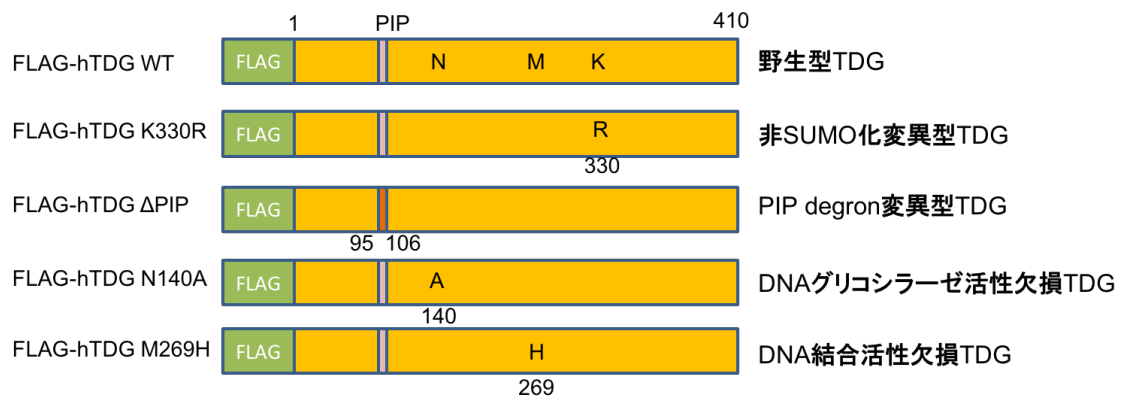 1 PIP 410
FLAG-hTDG WT FLAG N M K 野生型TDG
FLAG-hTDG K330R FLAG R 非SUMO化変異型TDG
330
FLAG-hTDG ΔPIP FLAG PIP degron変異型TDG
95 106
FLAG-hTDG N140A FLAG A DNAグリコシラーゼ活性欠損TDG
140
FLAG-hTDG M269H FLAG H DNA結合活性欠損TDG
269